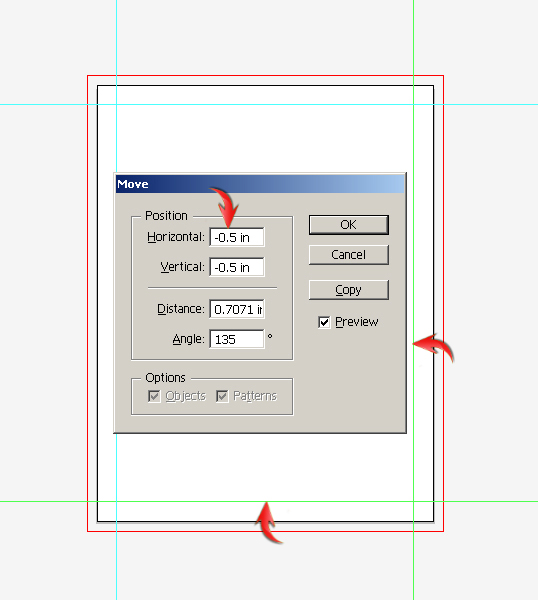 Move
Position
Horizontal: -0.5 in
Vertical: -0.5 in
Distance: 0.7071 in
Angle: 135 °
Options
Objects Patterns
OK
Cancel
Copy
Preview